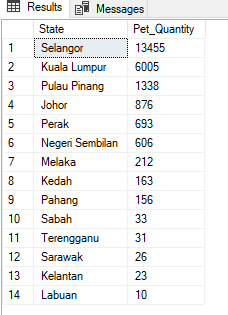 Results Messages
State Pet_Quantity
1 Selangor 13455
2 Kuala Lumpur 6005
3 Pulau Pinang 1338
4 Johor 876
5 Perak 693
6 Negeri Sembilan 606
7 Melaka 212
8 Kedah 163
9 Pahang 156
10 Sabah 33
11 Terengganu 31
12 Sarawak 26
13 Kelantan 23
14 Labuan 10